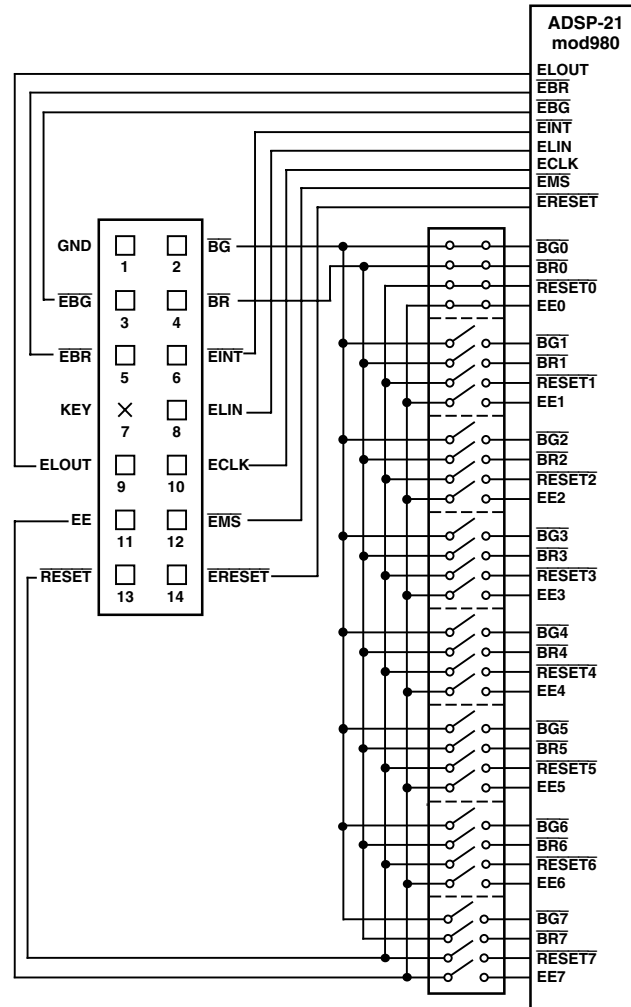 ADSP-21
mod980
ELOUT
EBR
EBG
EINT
ELIN
ECLK
EMS
ERESET
GND
1
2
BG
EBG
3
4
BR
EBR
5
6
EINT
KEY
7
8
ELIN
ELOUT
9
10
ECLK
EE
11
12
EMS
RESET
13
14
ERESET
BG0
BR0
RESET0
EE0
BG1
BR1
RESET1
EE1
BG2
BR2
RESET2
EE2
BG3
BR3
RESET3
EE3
BG4
BR4
RESET4
EE4
BG5
BR5
RESET5
EE5
BG6
BR6
RESET6
EE6
BG7
BR7
RESET7
EE7